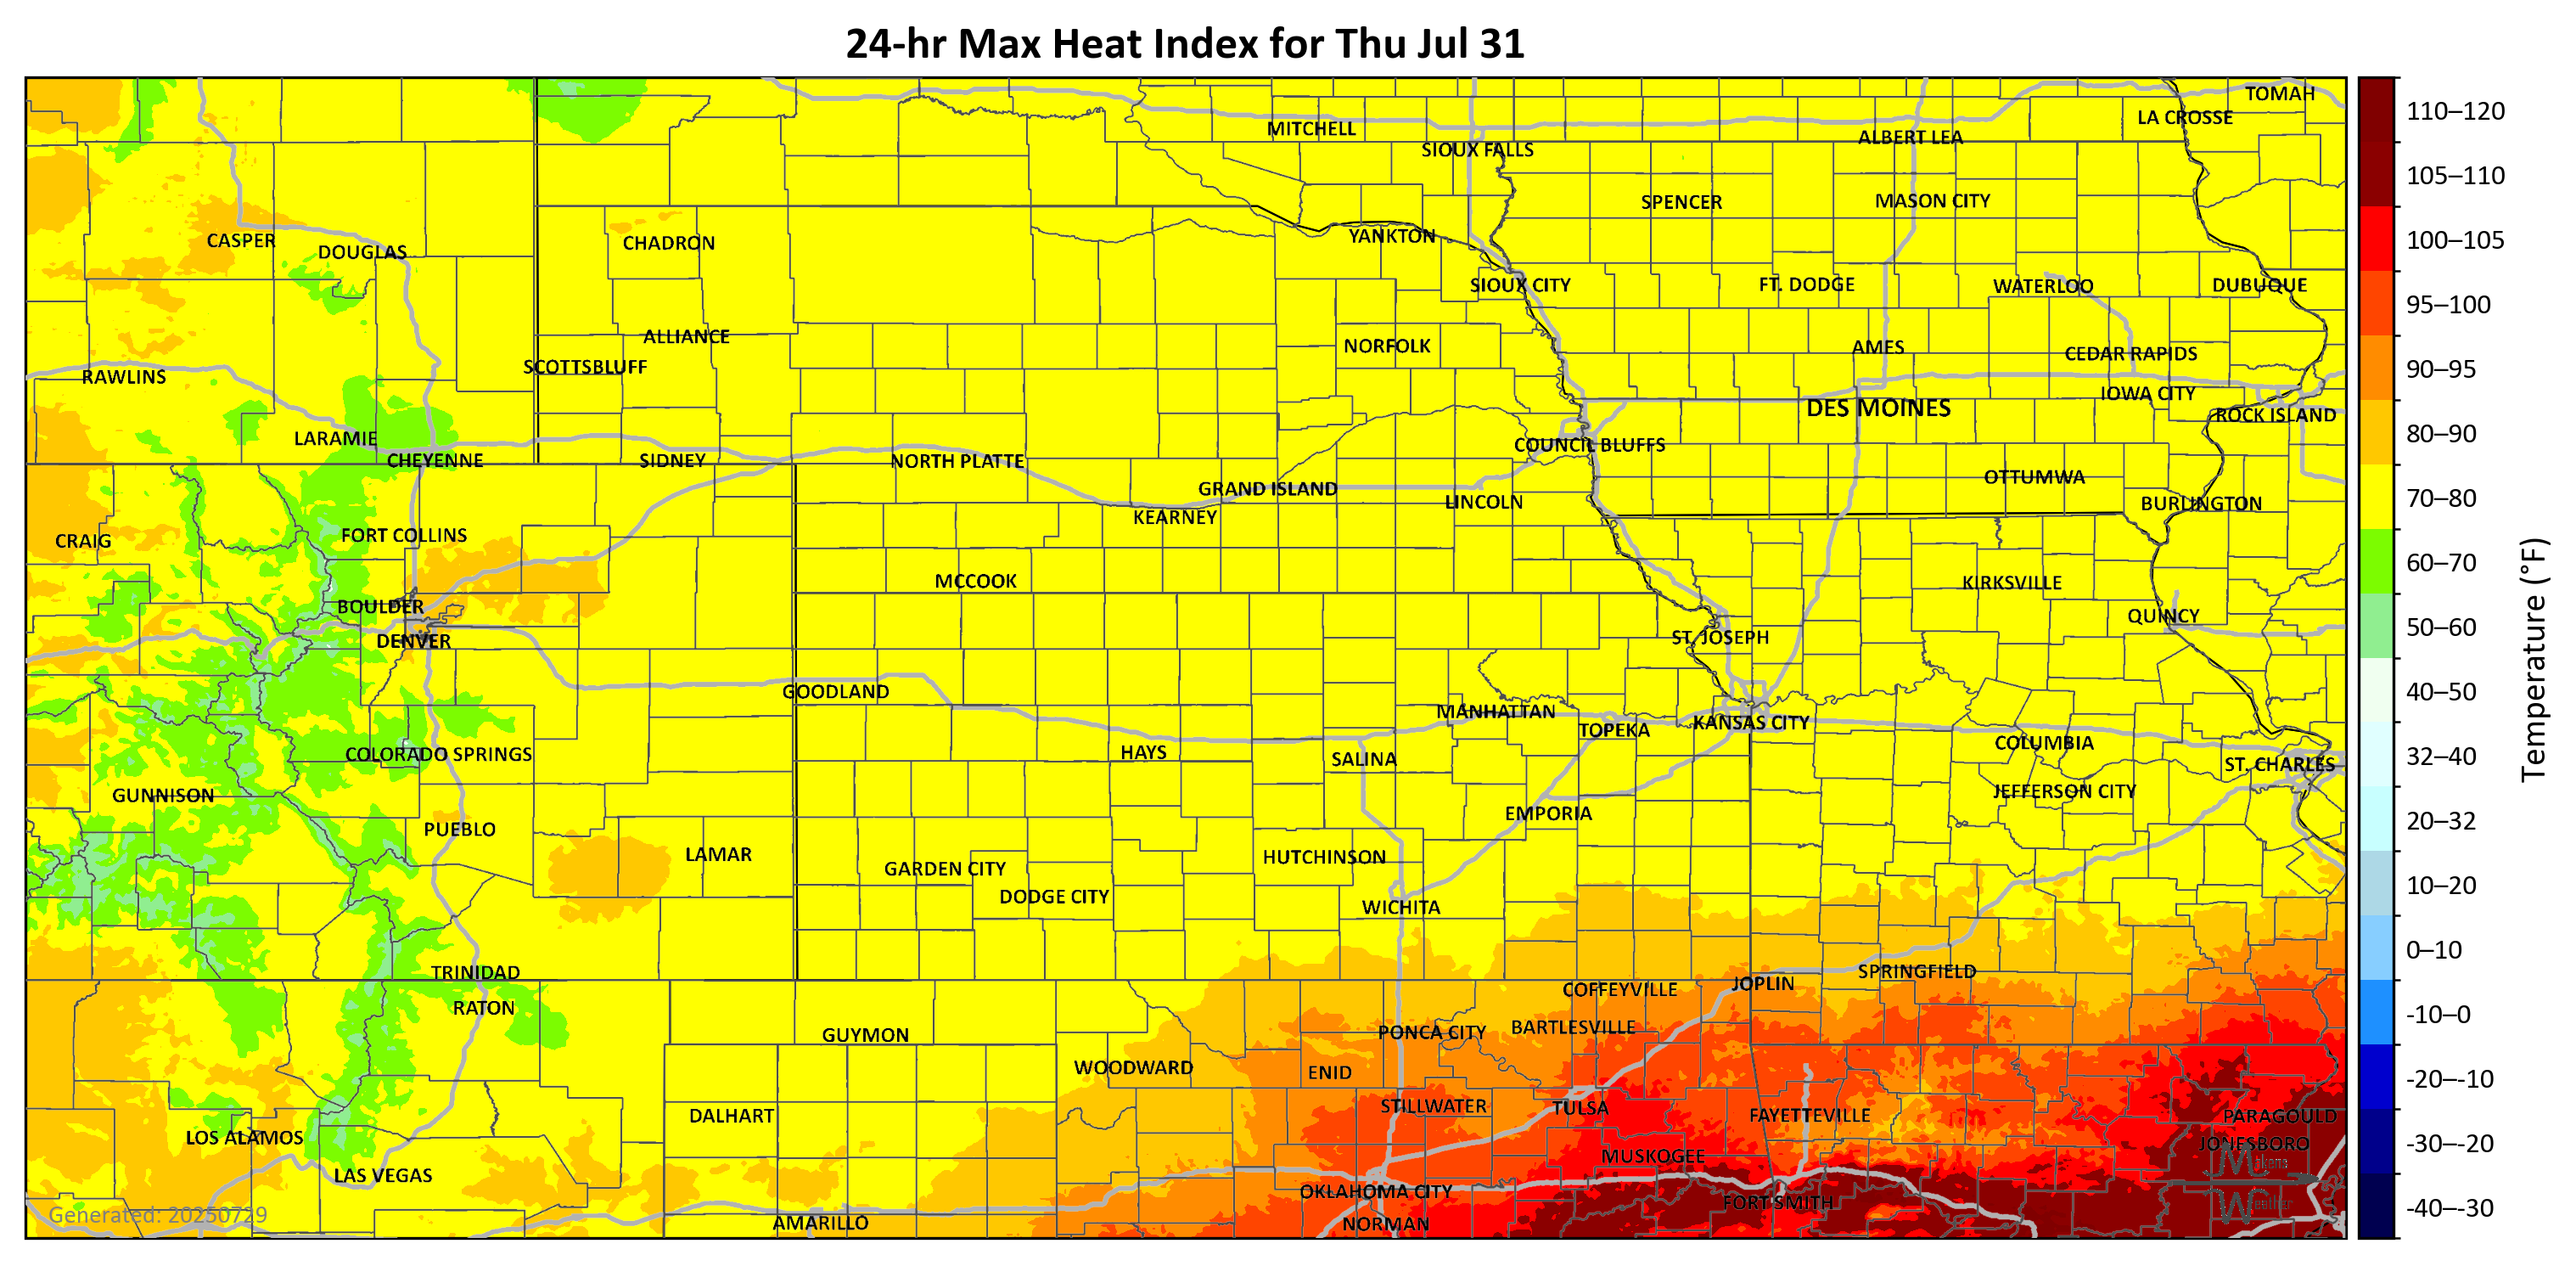 24-hr Max Heat Index for Thu Jul 31
TOMAH
LA CROSSE
MITCHELL
ALBERT LEA
SIOUX FALLS
SPENCER
MASON CITY
CASPER
DOUGLAS
CHADRON
YANKTON
SIOUX CITY
FT. DODGE
WATERLOO
DUBUQUE
ALLIANCE
NORFOLK
AMES
CEDAR RAPIDS
SCOTTSBLUFF
RAWLINS
IOWA CITY
DES MOINES
ROCK ISLAND
LARAMIE
COUNCIL BLUFFS
CHEYENNE
SIDNEY
NORTH PLATTE
OTTUMWA
GRAND ISLAND
LINCOLN
BURLINGTON
KEARNEY
FORT COLLINS
CRAIG
MCCOOK
KIRKSVILLE
BOULDER
QUINCY
DENVER
ST. JOSEPH
GOODLAND
MANHATTAN
TOPEKA
KANSAS CITY
COLUMBIA
COLORADO SPRINGS
HAYS
SALINA
ST. CHARLES
GUNNISON
JEFFERSON CITY
EMPORIA
PUEBLO
LAMAR
HUTCHINSON
GARDEN CITY
DODGE CITY
WICHITA
TRINIDAD
SPRINGFIELD
JOPLIN
COFFEYVILLE
RATON
BARTLESVILLE
PONCA CITY
GUYMON
WOODWARD
ENID
STILLWATER
TULSA
DALHART
FAYETTEVILLE
PARAGOULD
LOS ALAMOS
JONESBORO
MUSKOGEE
LAS VEGAS
OKLAHOMA CITY
FORT SMITH
AMARILLO
NORMAN
Generated: 20250729
110–120
105–110
100–105
95–100
90–95
80–90
70–80
60–70
50–60
40–50
32–40
20–32
10–20
0–10
-10–0
-20–-10
-30–-20
-40–-30
Temperature (°F)